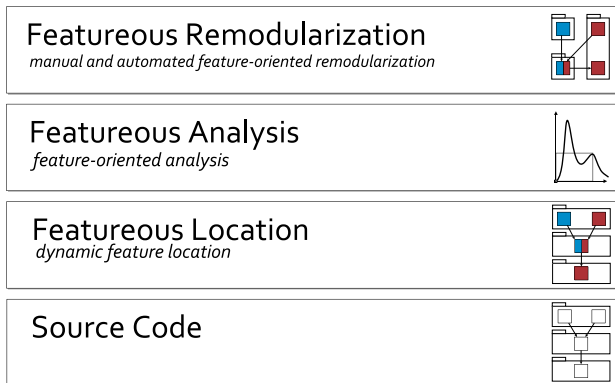 Featureous Remodularization
manual and automated feature-oriented remodularization
Featureous Analysis
feature-oriented analysis
Featureous Location
dynamic feature location
Source Code